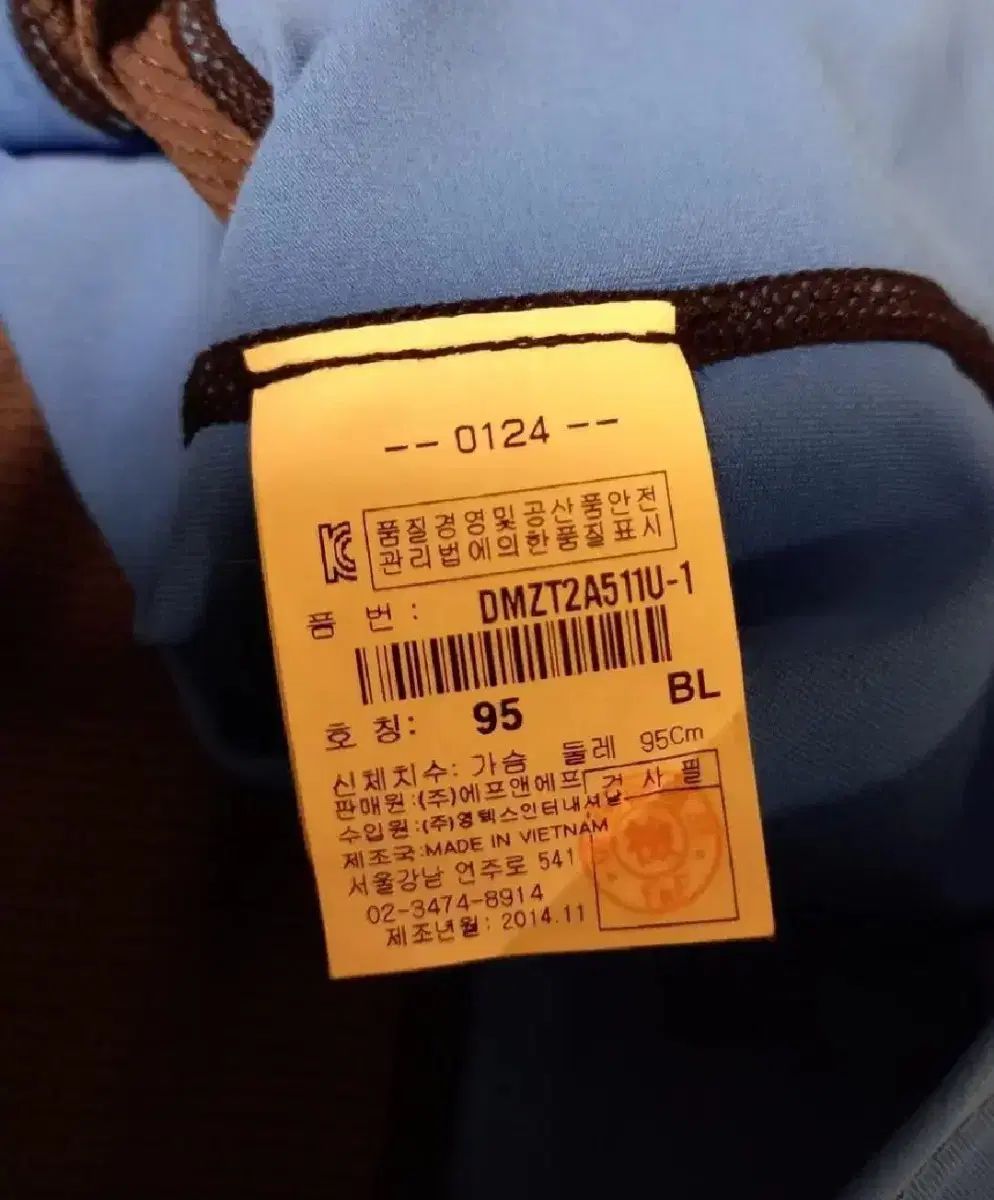 -- 0124 --
품질경영및공산품안전
관리법에의한품질표시
품 번 : DMZT2A511U-1
호 칭: 95 BL
신체치수: 가슴 둘레 95Cm
판매원:(주)에프앤에프 검 사 필
수입원:(주)영텍스인터내셔날
제조국:MADE IN VIETNAM
서울강남 언주로 541
02-3474-8914
제조년월: 2014.11